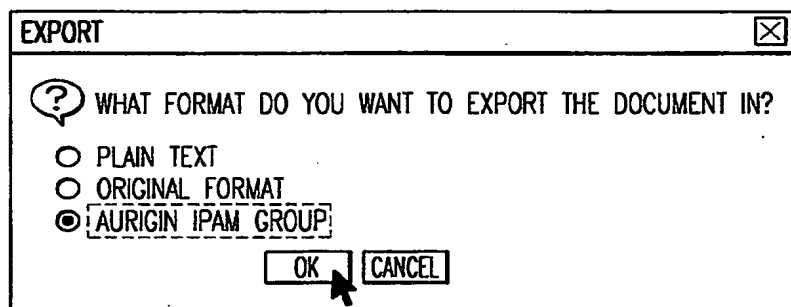 EXPORT
? WHAT FORMAT DO YOU WANT TO EXPORT THE DOCUMENT IN?
PLAIN TEXT
ORIGINAL FORMAT
AURIGIN IPAM GROUP
OK CANCEL